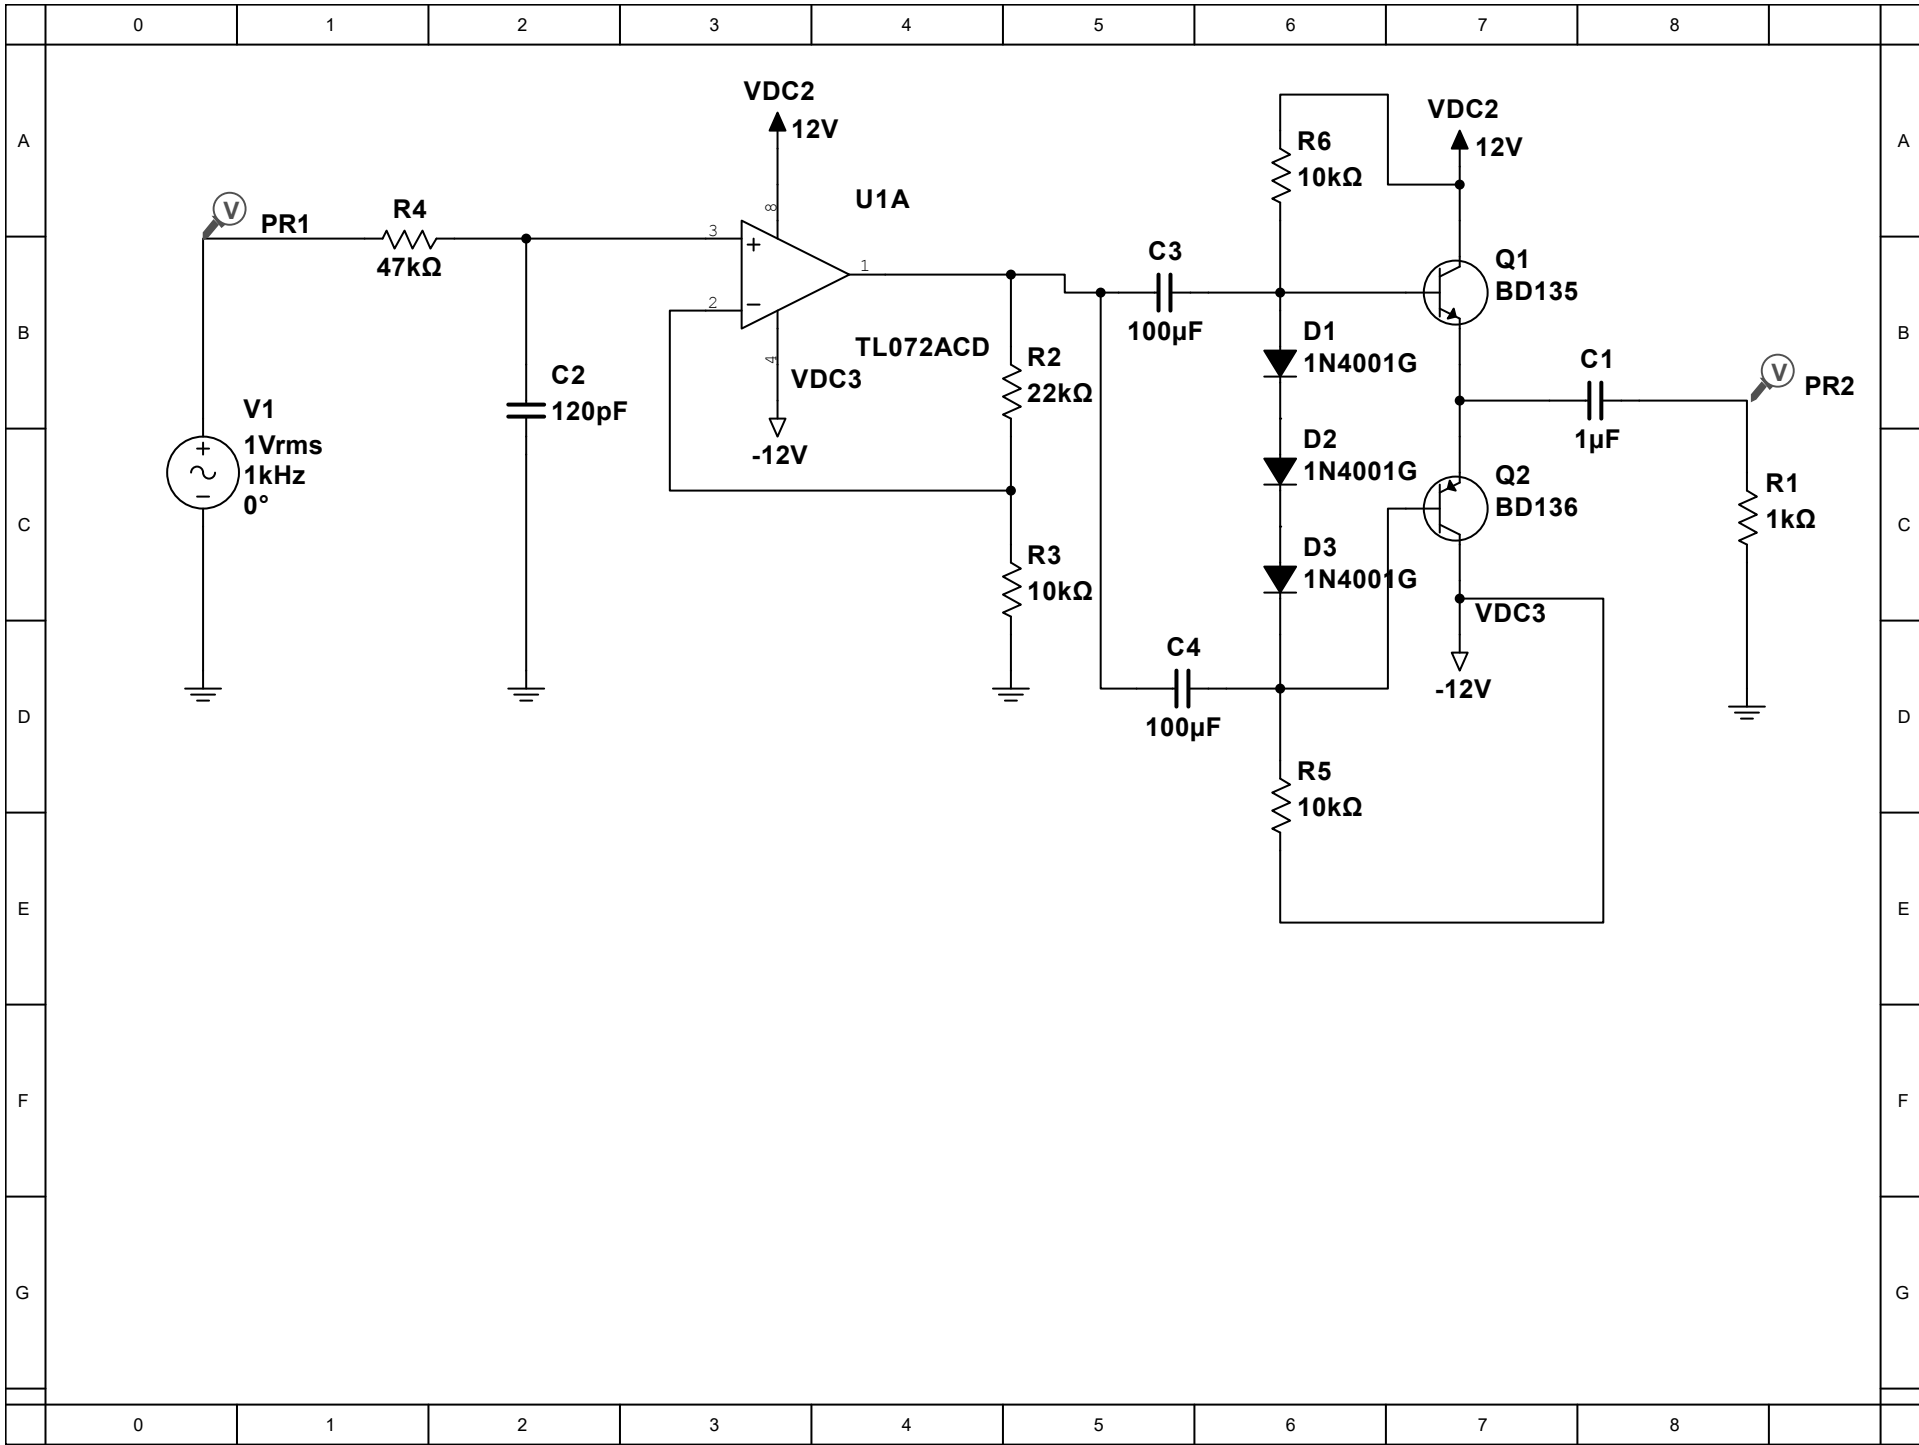 0 1 2 3 4 5 6 7 8
A
A
B
B
C
C
D
D
E
E
F
F
G
G
0 1 2 3 4 5 6 7 8
V
PR1
V1
1Vrms
1kHz
0°
R4
47kΩ
C2
120pF
VDC2
12V
8
U1A
3
+
1
2
−
4
TL072ACD
VDC3
-12V
R2
22kΩ
R3
10kΩ
C3
100µF
C4
100µF
R6
10kΩ
D1
1N4001G
D2
1N4001G
D3
1N4001G
R5
10kΩ
VDC2
12V
Q1
BD135
Q2
BD136
VDC3
-12V
C1
1µF
V
PR2
R1
1kΩ